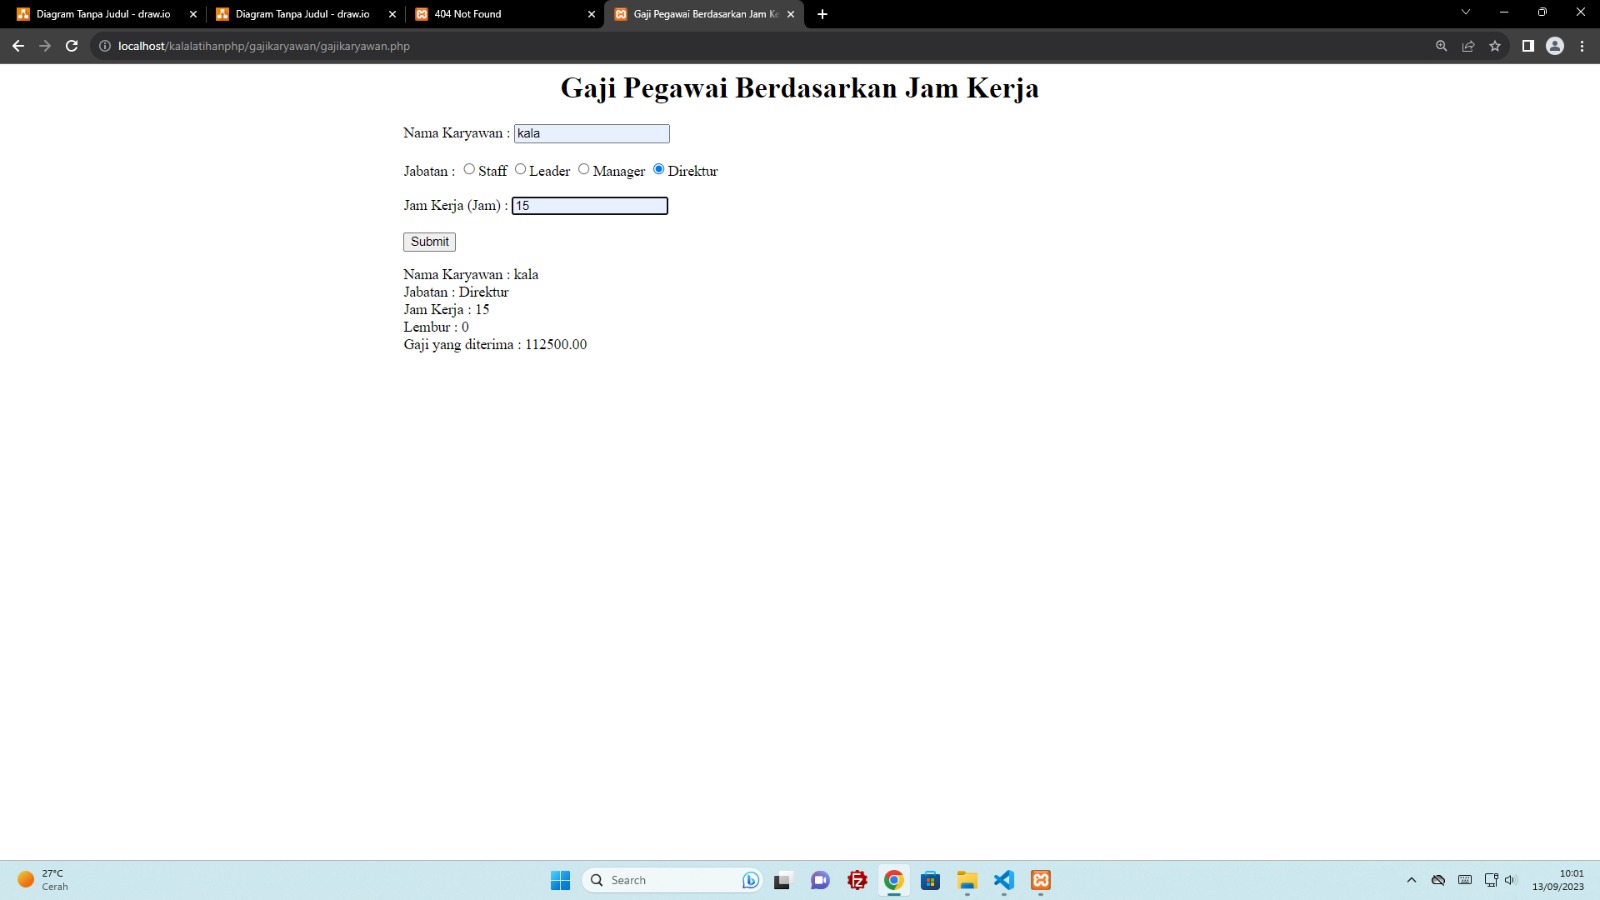 Diagram Tanpa Judul - draw.io
Diagram Tanpa Judul - draw.io
404 Not Found
Gaji Pegawai Berdasarkan Jam Ke
localhost/kalalatihanphp/gajikaryawan/gajikaryawan.php
Gaji Pegawai Berdasarkan Jam Kerja
Nama Karyawan : kala
Jabatan : Staff Leader Manager Direktur
Jam Kerja (Jam) : 15
Submit
Nama Karyawan : kala
Jabatan : Direktur
Jam Kerja : 15
Lembur : 0
Gaji yang diterima : 112500.00
27°C
Cerah
Search
10:01
13/09/2023